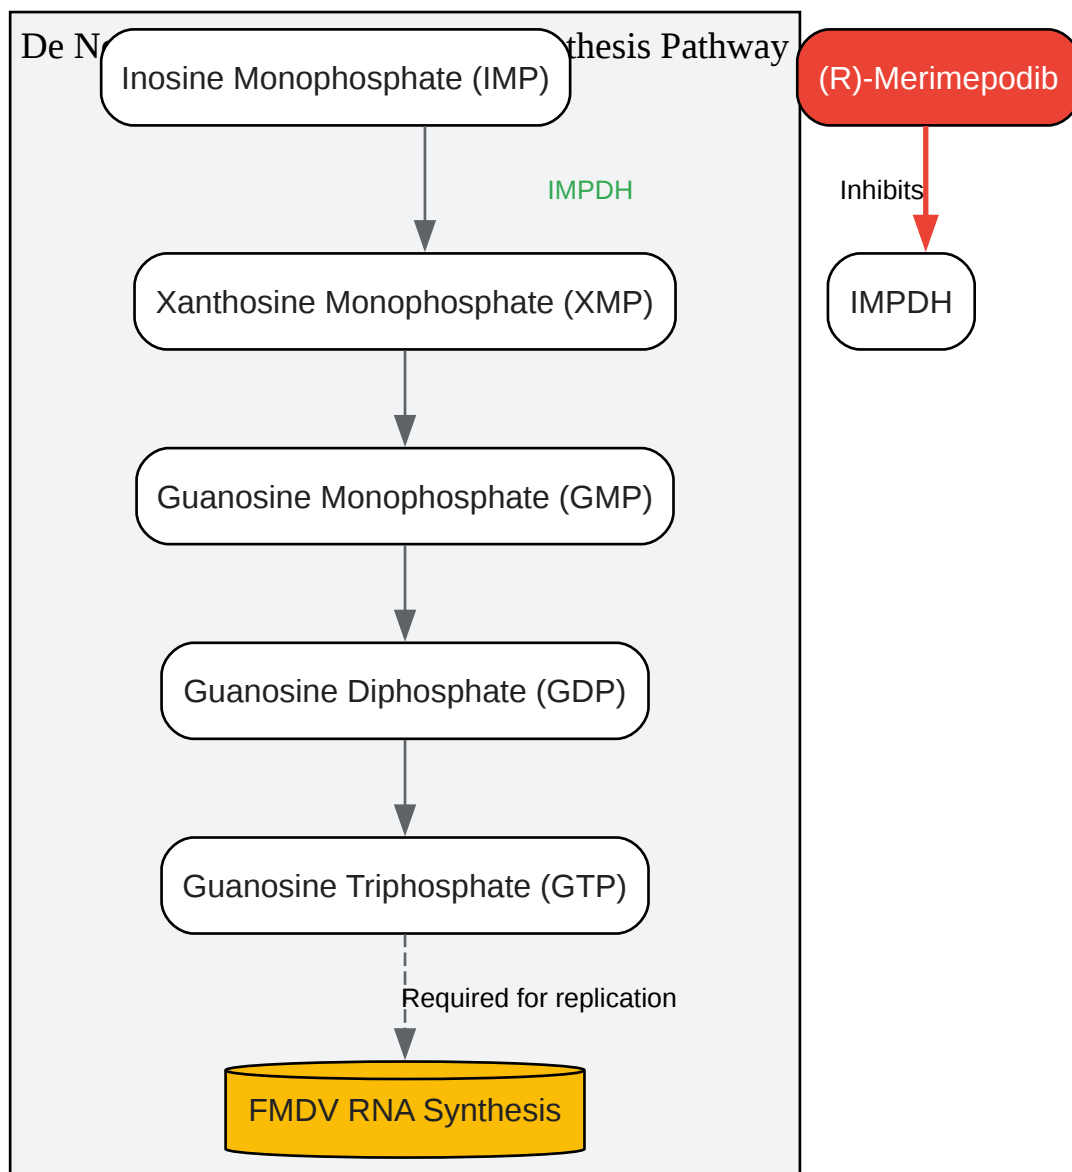 De thesis Pathway
Inosine Monophosphate (IMP)
(R)-Merimepodib
IMPDH
Inhibits
Xanthosine Monophosphate (XMP)
IMPDH
Guanosine Monophosphate (GMP)
Guanosine Diphosphate (GDP)
Guanosine Triphosphate (GTP)
Required for replication
FMDV RNA Synthesis